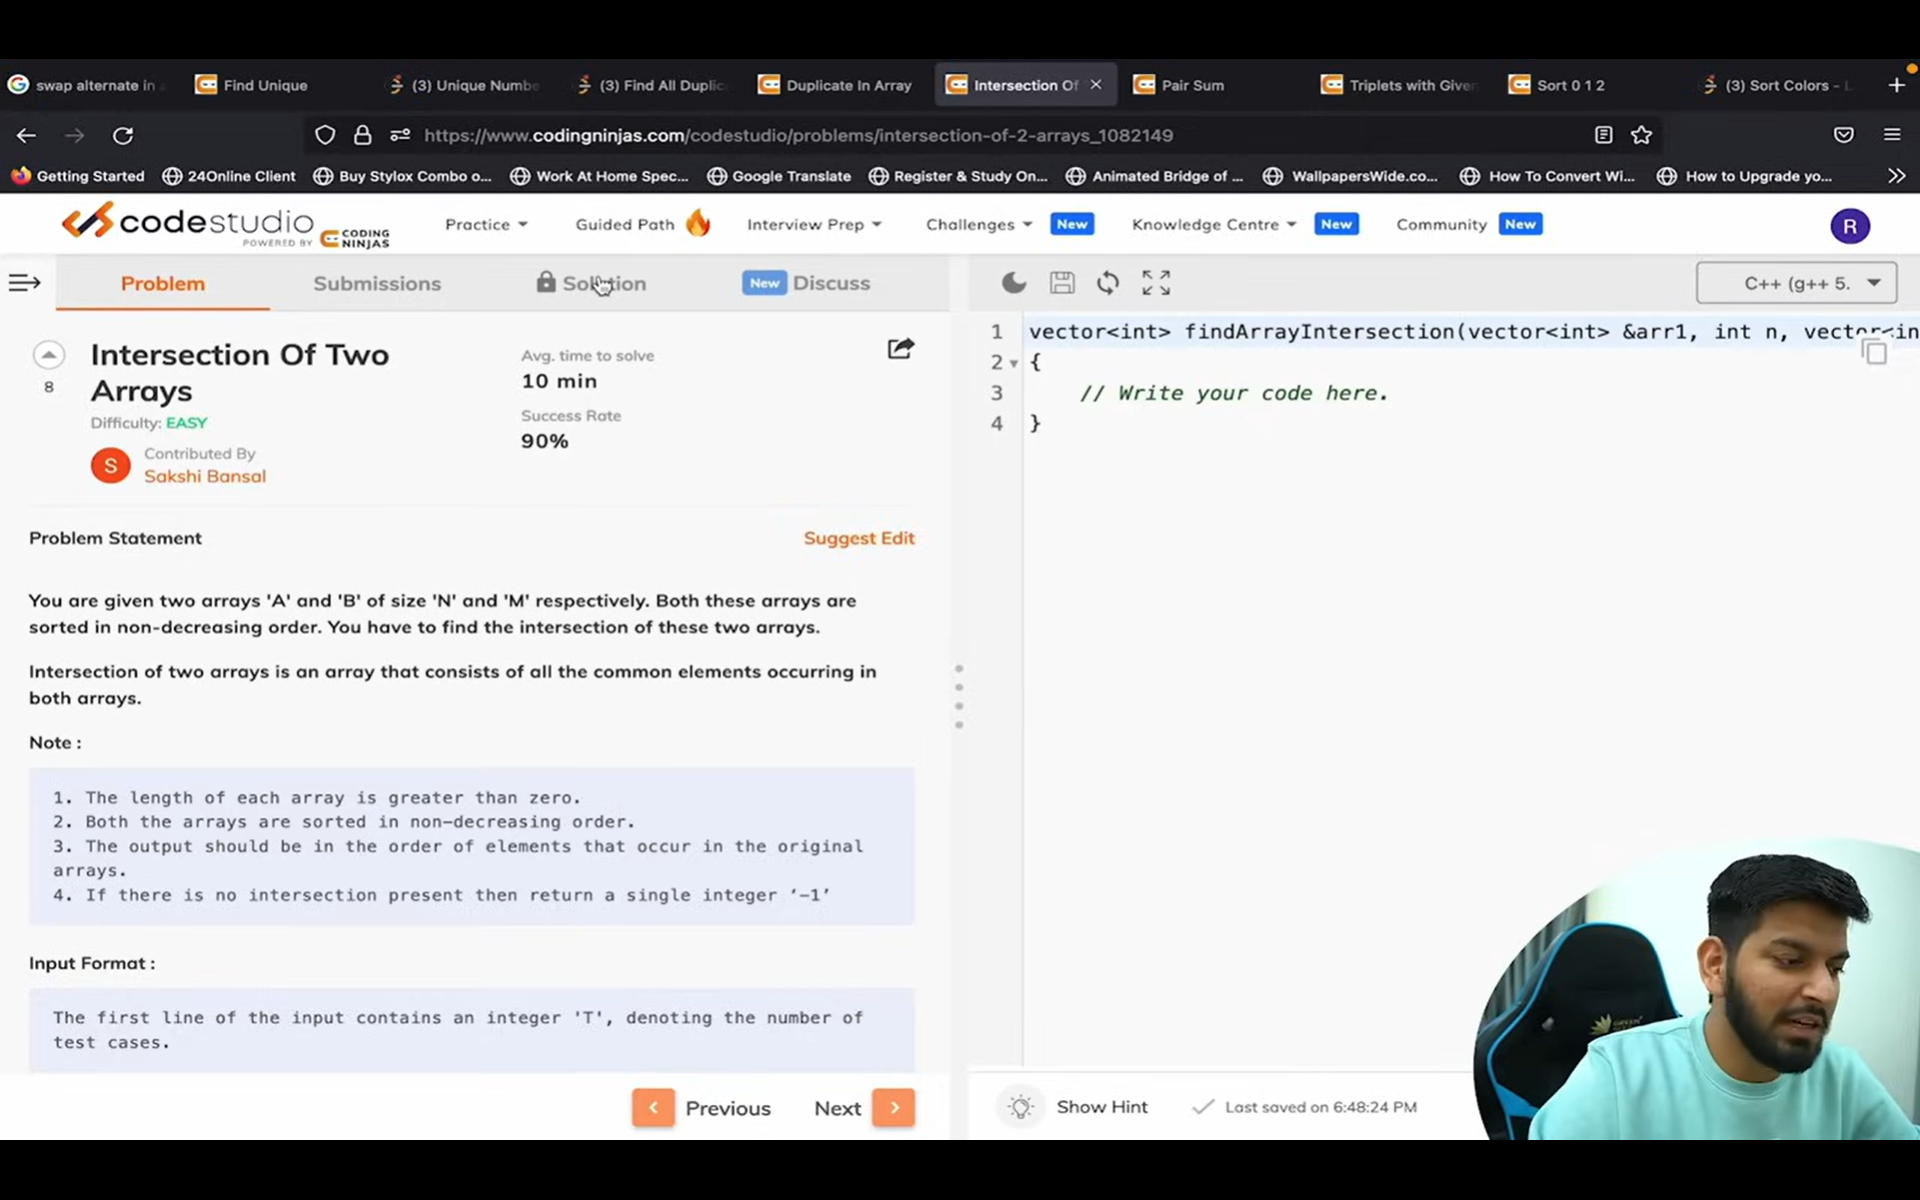 swap alternate in
Find Unique
(3) Unique Numbe
(3) Find All Duplic
Duplicate In Array
Intersection Of
Pair Sum
Triplets with Given
Sort 0 1 2
(3) Sort Colors - L
https://www.codingninjas.com/codestudio/problems/intersection-of-2-arrays_1082149
Getting Started
24Online Client
Buy Stylox Combo o...
Work At Home Spec...
Google Translate
Register & Study On...
Animated Bridge of ...
WallpapersWide.co...
How To Convert Wi...
How to Upgrade yo...
codestudio
POWERED BY CODING NINJAS
Practice
Guided Path
Interview Prep
Challenges New
Knowledge Centre New
Community New
R
Problem
Submissions
Solution
New Discuss
C++ (g++ 5.
8
Intersection Of Two
Arrays
Difficulty: EASY
S
Contributed By
Sakshi Bansal
Avg. time to solve
10 min
Success Rate
90%
Problem Statement
Suggest Edit
You are given two arrays 'A' and 'B' of size 'N' and 'M' respectively. Both these arrays are
sorted in non-decreasing order. You have to find the intersection of these two arrays.
Intersection of two arrays is an array that consists of all the common elements occurring in
both arrays.
Note :
1. The length of each array is greater than zero.
2. Both the arrays are sorted in non-decreasing order.
3. The output should be in the order of elements that occur in the original
arrays.
4. If there is no intersection present then return a single integer ‘-1’
Input Format :
The first line of the input contains an integer 'T', denoting the number of
test cases.
Previous
Next
1 vector<int> findArrayIntersection(vector<int> &arr1, int n, vector<in
2 {
3 // Write your code here.
4 }
Show Hint
Last saved on 6:48:24 PM